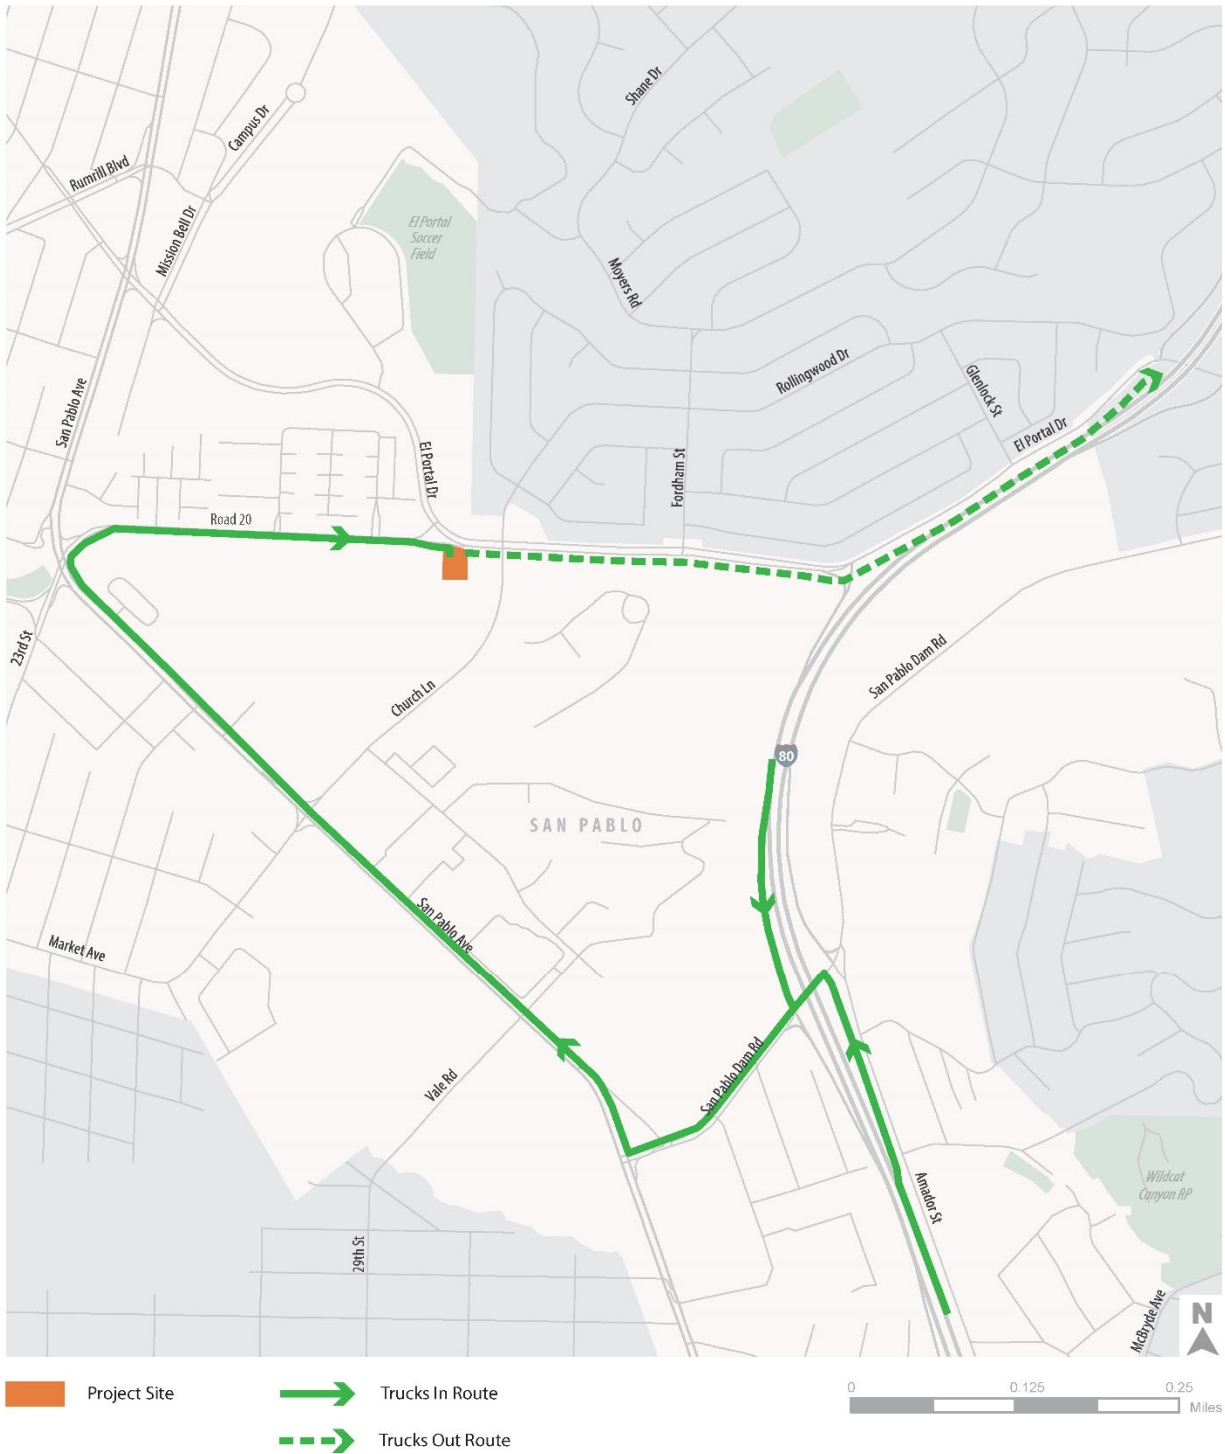 Shane Dr
Campus Dr
Rumrill Blvd
Mission Bell Dr
El Portal
Soccer
Field
Moyers Rd
Rollingwood Dr
Glenlock St
San Pablo Ave
El Portal Dr
El Portal Dr
Fordham St
Road 20
23rd St
San Pablo Dam Rd
Church Ln
80
SAN PABLO
San Pablo Ave
Market Ave
San Pablo Dam Rd
Vale Rd
Amador St
Wildcat
Canyon RP
29th St
McBryde Ave
N
Project Site
Trucks In Route
Trucks Out Route
0 0.125 0.25
Miles